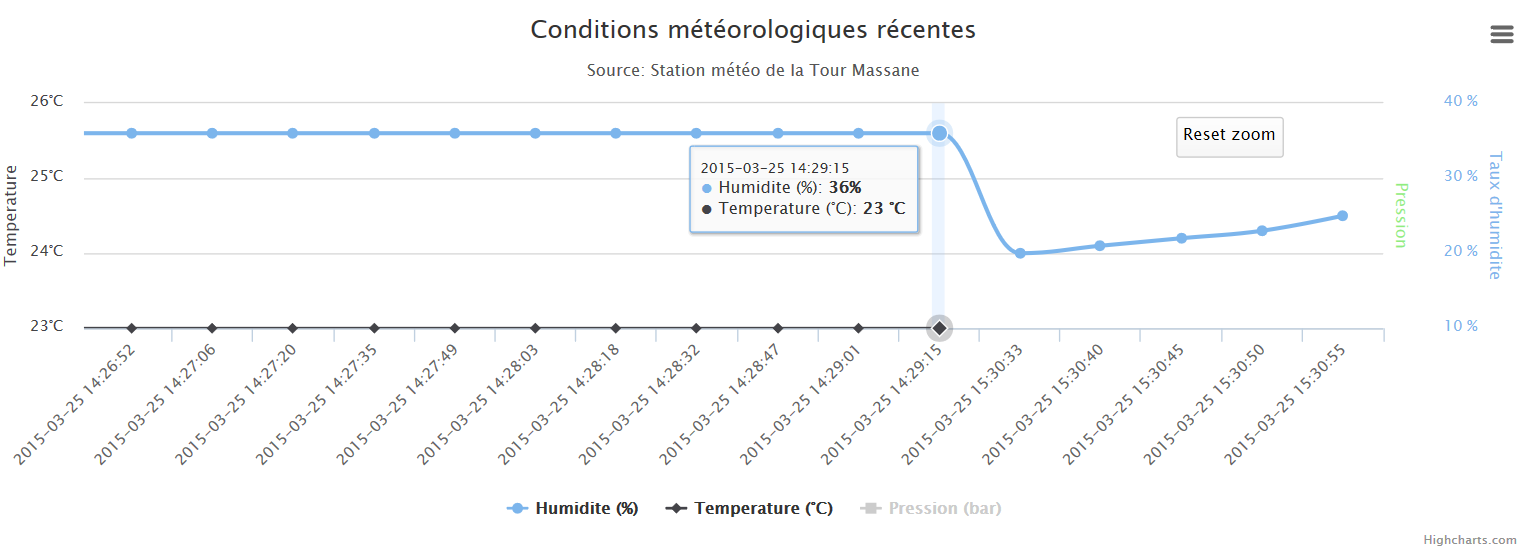 Conditions météorologiques récentes
Source: Station météo de la Tour Massane
26°C
25°C
24°C
23°C
Temperature
40 %
30 %
20 %
10 %
Pression
Taux d'humidite
Reset zoom
2015-03-25 14:29:15
Humidite (%): 36%
Temperature (°C): 23 °C
2015-03-25 14:26:52
2015-03-25 14:27:06
2015-03-25 14:27:20
2015-03-25 14:27:35
2015-03-25 14:27:49
2015-03-25 14:28:03
2015-03-25 14:28:18
2015-03-25 14:28:32
2015-03-25 14:28:47
2015-03-25 14:29:01
2015-03-25 14:29:15
2015-03-25 15:30:33
2015-03-25 15:30:40
2015-03-25 15:30:45
2015-03-25 15:30:50
2015-03-25 15:30:55
Humidite (%) Temperature (°C) Pression (bar)
Highcharts.com